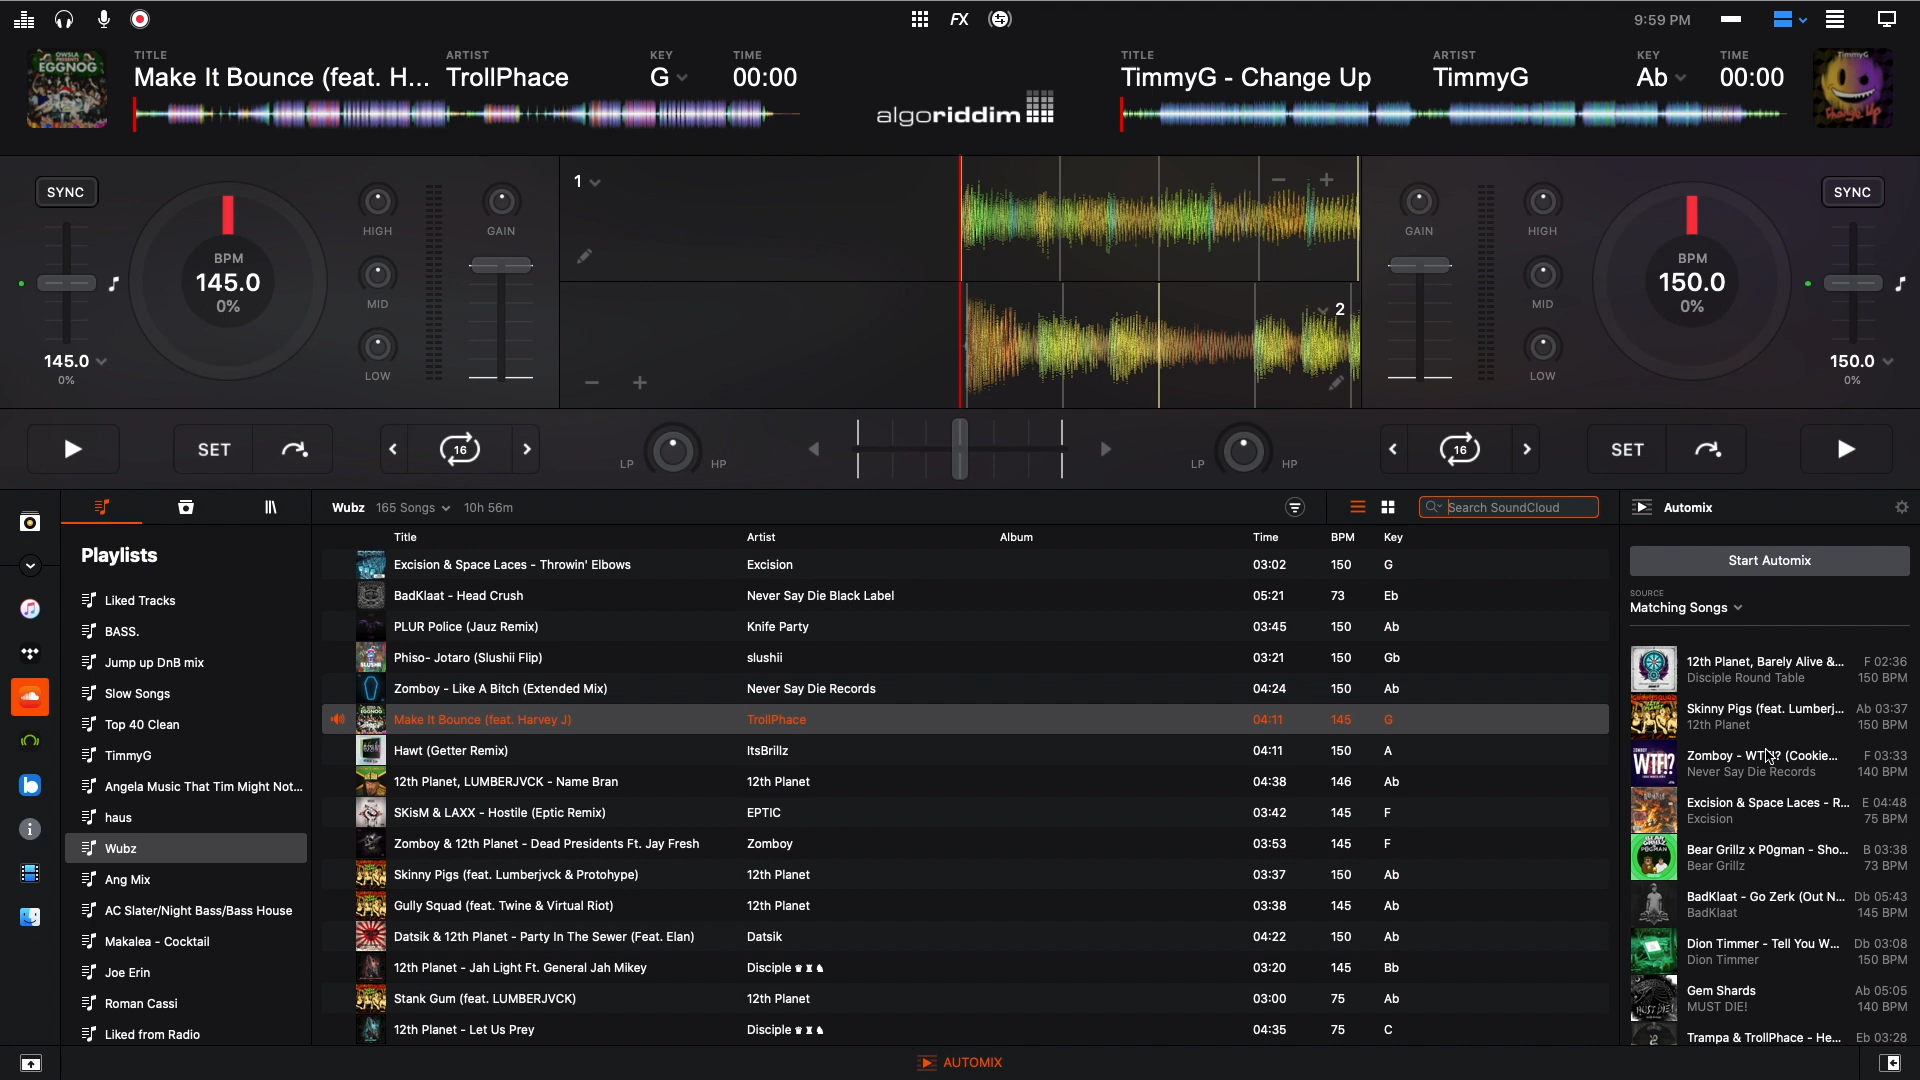 FX
9:59 PM
OWSLA PRESENTS EGGNOG
TITLE ARTIST KEY TIME
Make It Bounce (feat. H... TrollPhace G 00:00
TITLE ARTIST KEY TIME
TimmyG - Change Up TimmyG Ab 00:00
TimmyG
Change Up
algoriddim
SYNC
BPM
145.0
0%
145.0
0%
HIGH
MID
LOW
GAIN
1
2
GAIN
HIGH
MID
LOW
BPM
150.0
0%
SYNC
150.0
0%
SET
16
LP HP
LP HP
16
SET
Wubz 165 Songs 10h 56m
Search SoundCloud
Automix
Playlists
Liked Tracks
BASS.
Jump up DnB mix
Slow Songs
Top 40 Clean
TimmyG
Angela Music That Tim Might Not...
haus
Wubz
Ang Mix
AC Slater/Night Bass/Bass House
Makalea - Cocktail
Joe Erin
Roman Cassi
Liked from Radio
Title Artist Album Time BPM Key
Excision & Space Laces - Throwin' Elbows Excision 03:02 150 G
BadKlaat - Head Crush Never Say Die Black Label 05:21 73 Eb
PLUR Police (Jauz Remix) Knife Party 03:45 150 Ab
Phiso- Jotaro (Slushii Flip) slushii 03:21 150 Gb
Zomboy - Like A Bitch (Extended Mix) Never Say Die Records 04:24 150 Ab
Make It Bounce (feat. Harvey J) TrollPhace 04:11 145 G
Hawt (Getter Remix) ItsBrillz 04:11 150 A
12th Planet, LUMBERJVCK - Name Bran 12th Planet 04:38 146 Ab
SKisM & LAXX - Hostile (Eptic Remix) EPTIC 03:42 145 F
Zomboy & 12th Planet - Dead Presidents Ft. Jay Fresh Zomboy 03:53 145 F
Skinny Pigs (feat. Lumberjvck & Protohype) 12th Planet 03:37 150 Ab
Gully Squad (feat. Twine & Virtual Riot) 12th Planet 03:38 145 Ab
Datsik & 12th Planet - Party In The Sewer (Feat. Elan) Datsik 04:22 150 Ab
12th Planet - Jah Light Ft. General Jah Mikey Disciple ♛♜♞ 03:20 145 Bb
Stank Gum (feat. LUMBERJVCK) 12th Planet 03:00 75 Ab
12th Planet - Let Us Prey Disciple ♛♜♞ 04:35 75 C
Start Automix
SOURCE
Matching Songs
12th Planet, Barely Alive &... F 02:36
Disciple Round Table 150 BPM
Skinny Pigs (feat. Lumberj... Ab 03:37
12th Planet 150 BPM
WTF!?
Zomboy - WTF!? (Cookie... F 03:33
Never Say Die Records 140 BPM
Excision & Space Laces - R... E 04:48
Excision 75 BPM
Bear Grillz x P0gman - Sho... B 03:38
Bear Grillz 73 BPM
BadKlaat - Go Zerk (Out N... Db 05:43
BadKlaat 145 BPM
Dion Timmer - Tell You W... Db 03:08
Dion Timmer 150 BPM
Gem Shards Ab 05:05
MUST DIE! 140 BPM
Trampa & TrollPhace - He... Eb 03:28
AUTOMIX